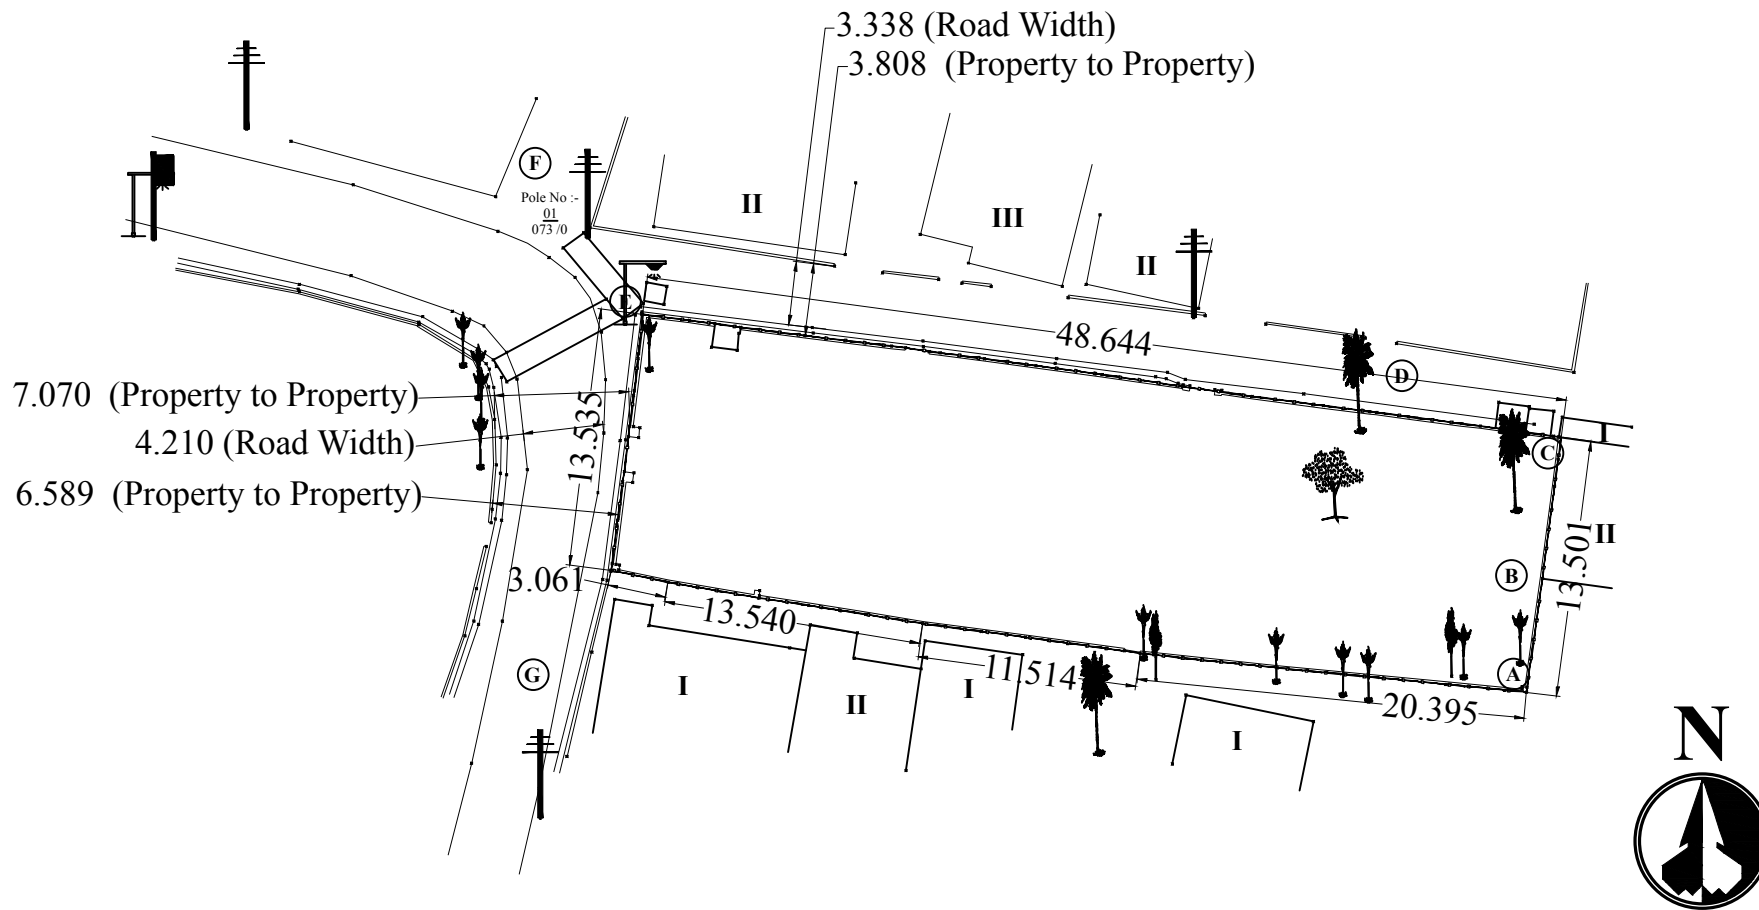 3.338 (Road Width)
3.808 (Property to Property)
F
Pole No :-
01
073 /0
II
III
II
E
48.644
D
7.070 (Property to Property)
4.210 (Road Width)
6.589 (Property to Property)
13.535
I
C
II
13.501
B
3.061
13.540
11.514
A
20.395
G
I
II
I
I
N